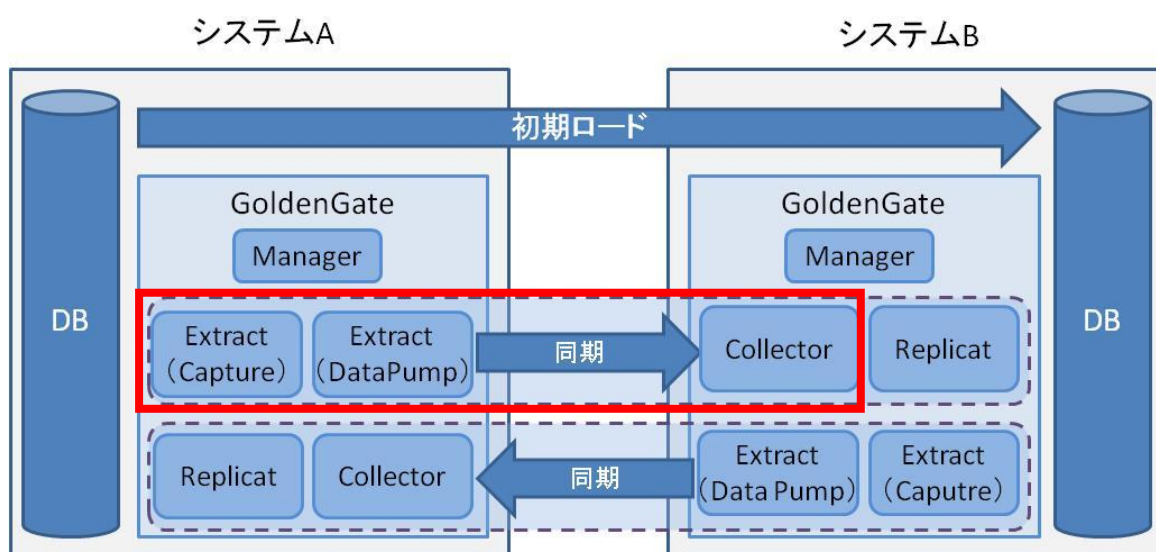 システムA
システムB
初期ロード
DB
GoldenGate
Manager
Extract
(Capture)
Extract
(DataPump)
同期
Replicat
Collector
GoldenGate
Manager
Collector
Replicat
同期
Extract
(Data Pump)
Extract
(Caputre)
DB